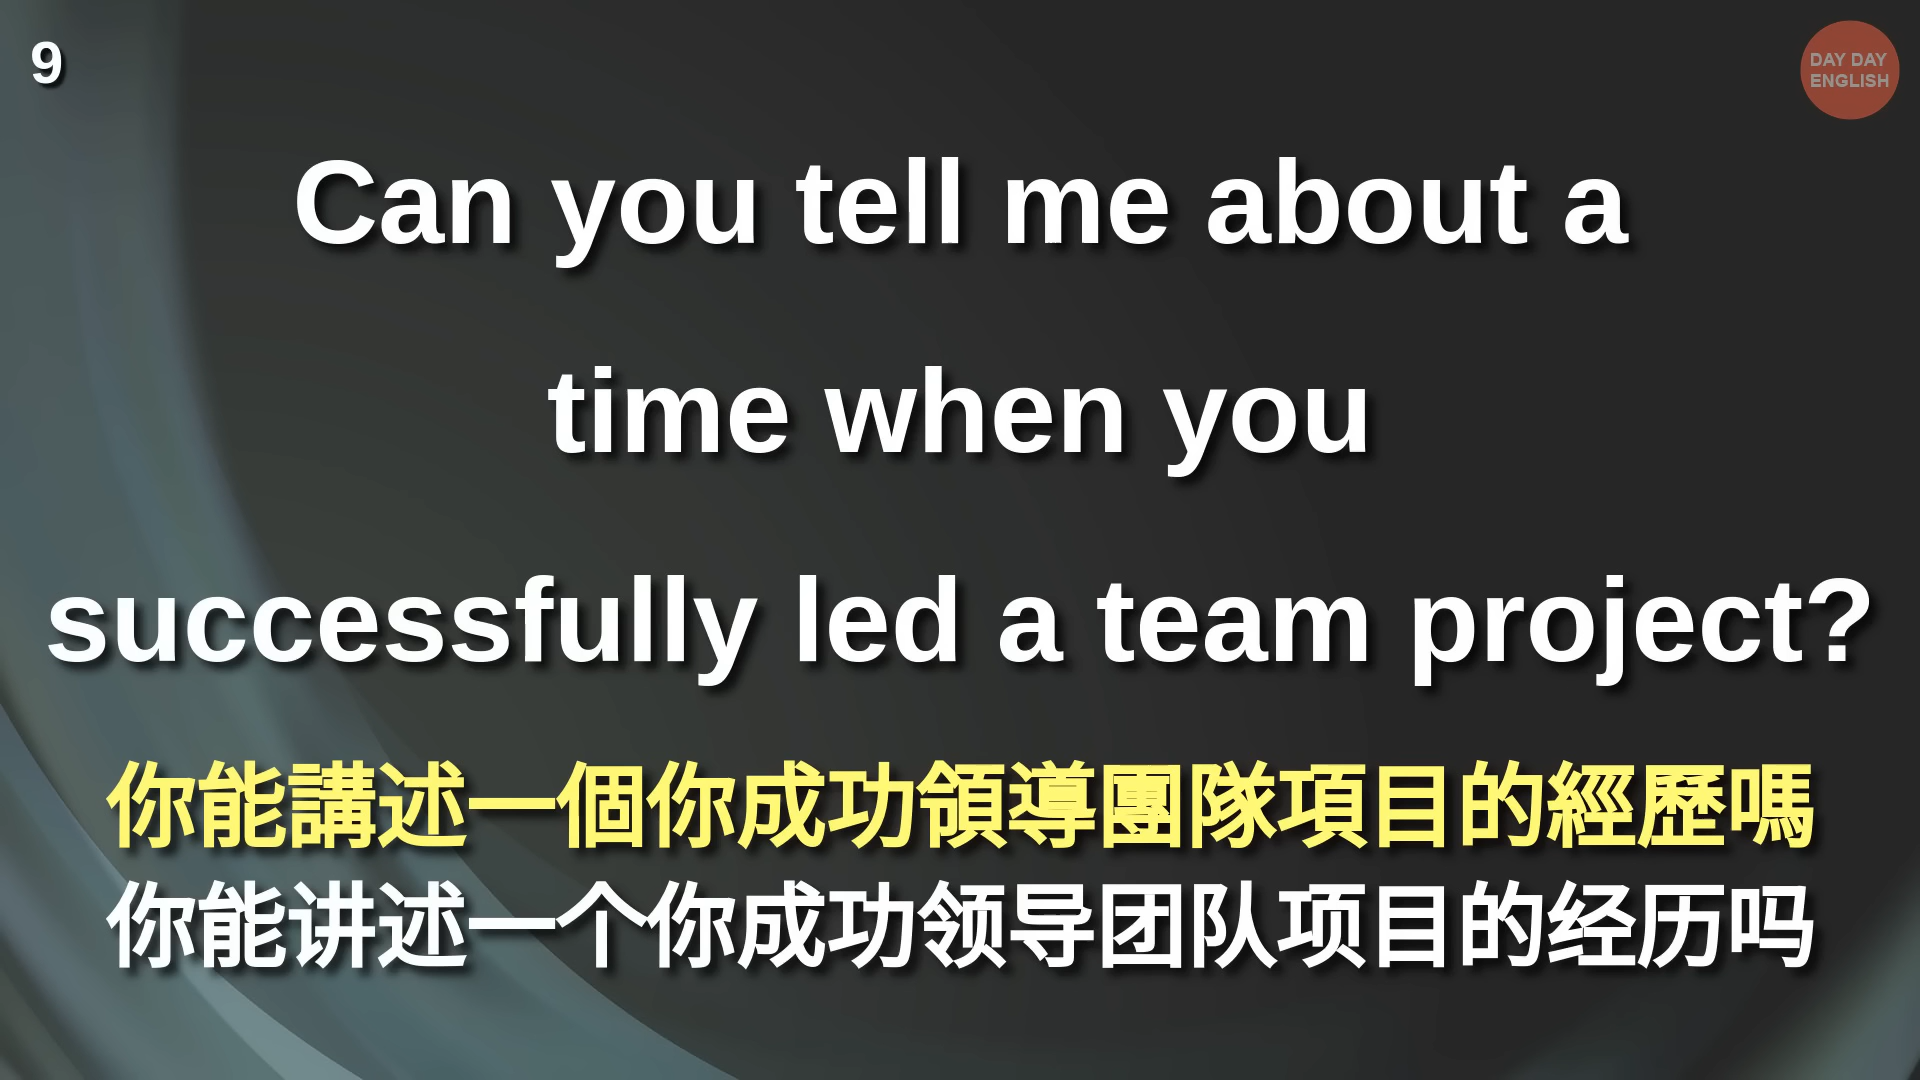 9
DAY DAY
ENGLISH
Can you tell me about a
time when you
successfully led a team project?
你能講述一個你成功領導團隊項目的經歷嗎
你能讲述一个你成功领导团队项目的经历吗